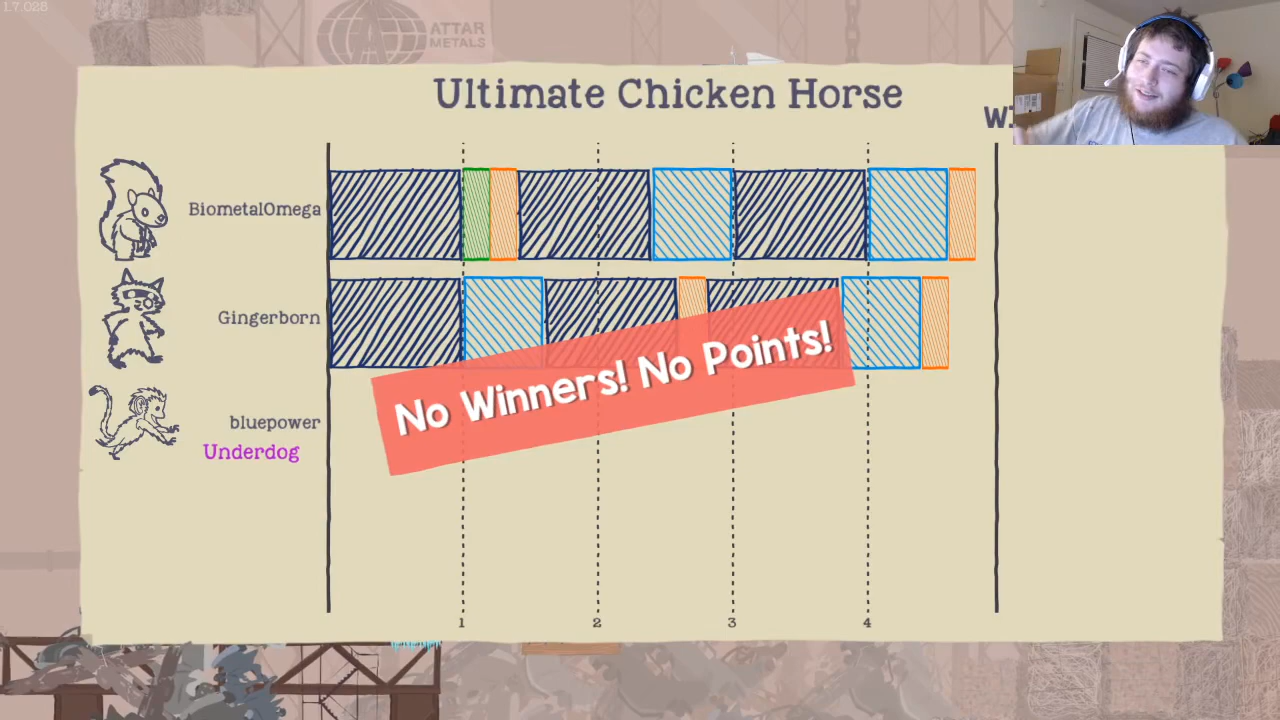 1.7.028
ATTAR
METALS
Ultimate Chicken Horse
BiometalOmega
Gingerborn
No Winners! No Points!
bluepower
Underdog
1 2 3 4